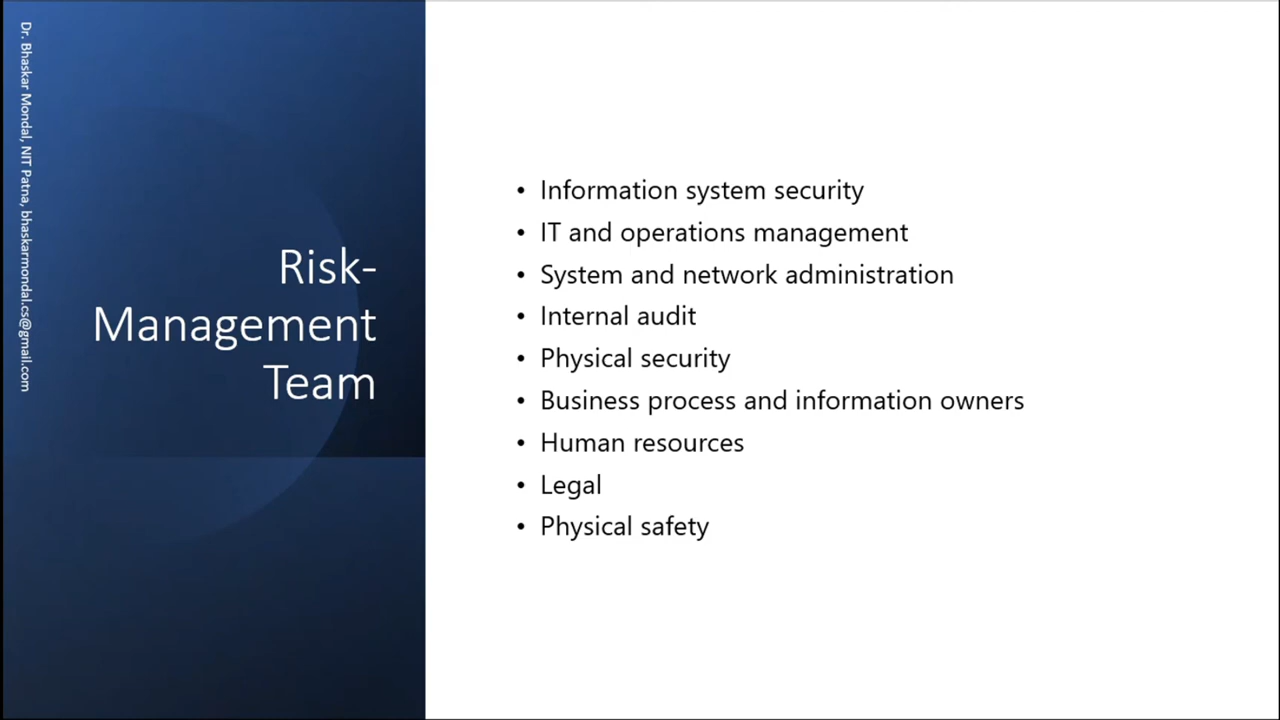 Dr. Bhaskar Mondal, NIT Patna, bhaskarmondal.cs@gmail.com
Risk-
Management
Team
• Information system security
• IT and operations management
• System and network administration
• Internal audit
• Physical security
• Business process and information owners
• Human resources
• Legal
• Physical safety